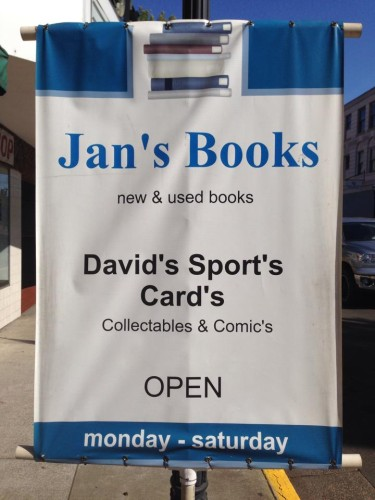 Jan's Books
new & used books
David's Sport's
Card's
Collectables & Comic's
OPEN
monday - saturday